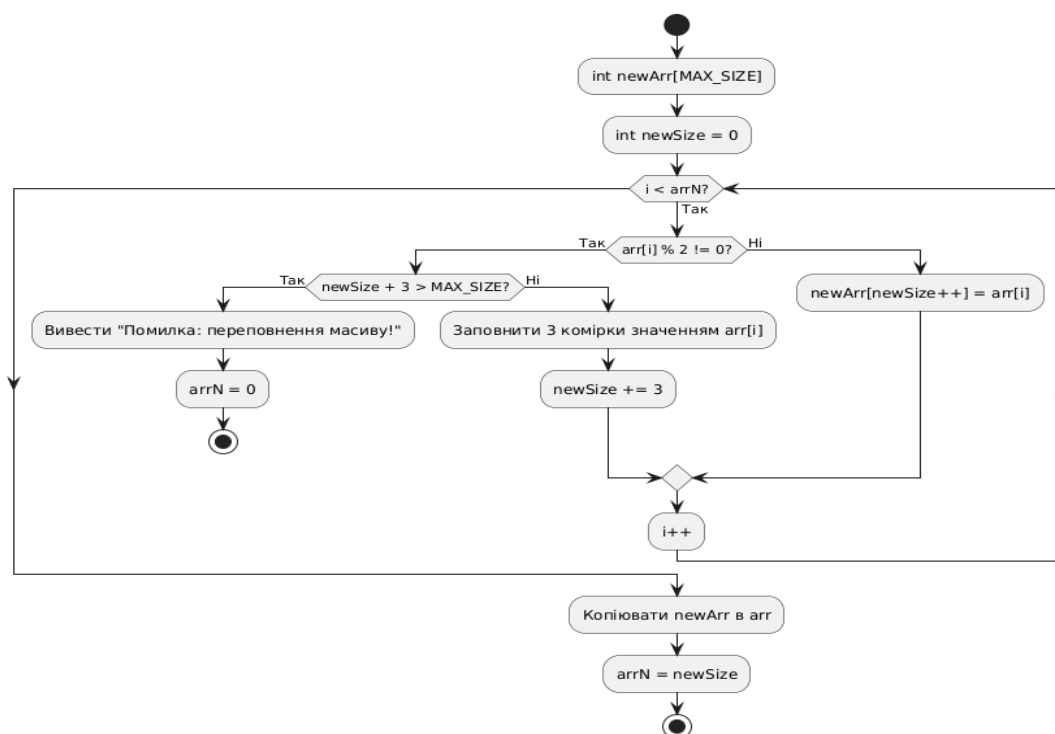 int newArr[MAX_SIZE]
int newSize = 0
i < arrN?
Так
Так
arr[i] % 2 != 0?
Ні
Так
newSize + 3 > MAX_SIZE?
Ні
newArr[newSize++] = arr[i]
Вивести "Помилка: переповнення масиву!"
Заповнити 3 комірки значенням arr[i]
arrN = 0
newSize += 3
i++
Копіювати newArr в arr
arrN = newSize